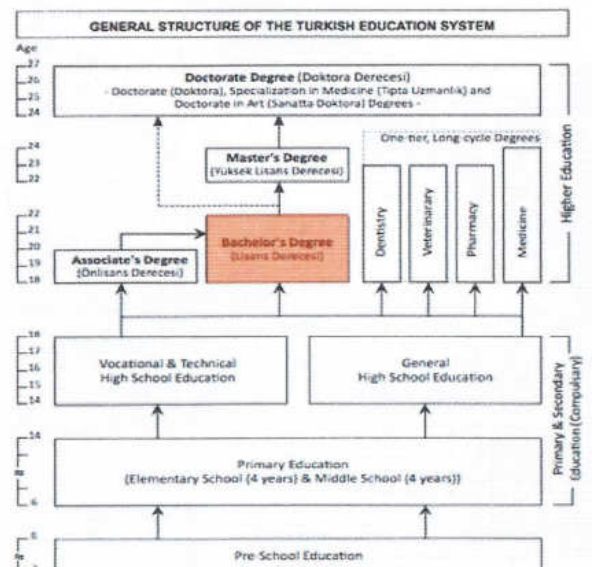 GENERAL STRUCTURE OF THE TURKISH EDUCATION SYSTEM
Age
27
26
25
24
Doctorate Degree (Doktora Derecesi)
- Doctorate (Doktora), Specialization in Medicine (Tıpta Uzmanlık) and
Doctorate in Art (Sanatta Doktora) Degrees -
24
23
22
Master's Degree
(Yuksek Lisans Derecesi)
One-tier, Long cycle Degrees
Dentistry
Veterinarary
Pharmacy
Medicine
Higher Education
22
21
20
19
18
Bachelor's Degree
(Lisans Derecesi)
Associate's Degree
(Önlisans Derecesi)
18
17
16
15
14
Vocational & Technical
High School Education
General
High School Education
Primary & Secondary
Education (Compulsary)
14
6
Primary Education
(Elementary School (4 years) & Middle School (4 years))
6
Pre-School Education